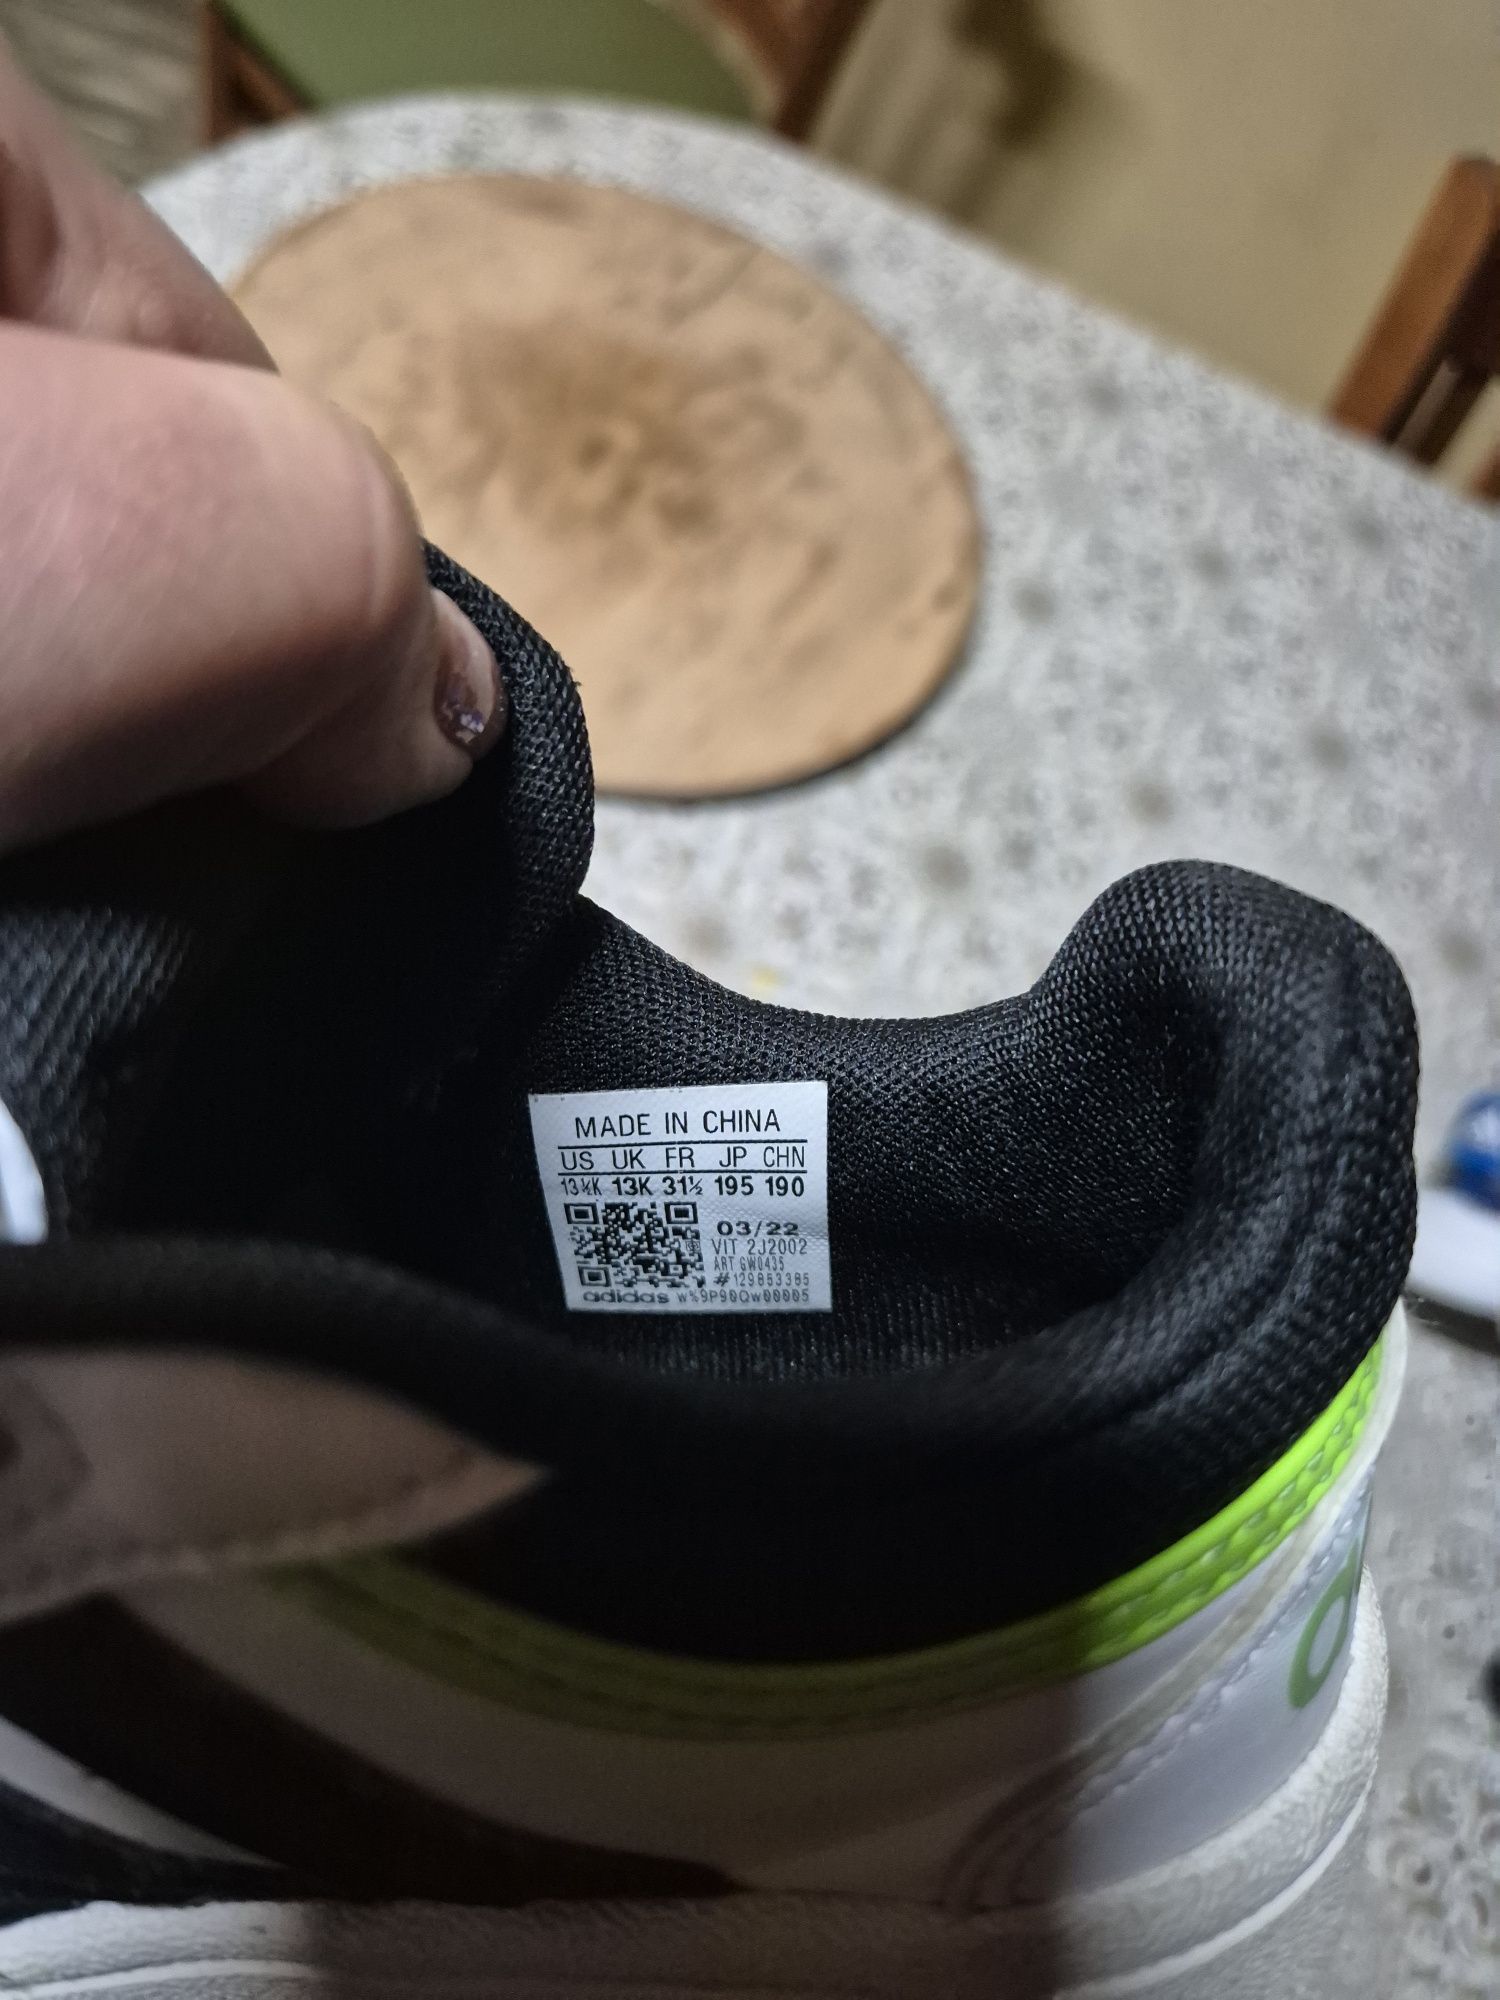 MADE IN CHINA
US UK FR JP CHN
13½K 13K 31½ 195 190
03/22
VIT 2J2002
ART GW0435
#129853385
adidas w%9P90Qw00005